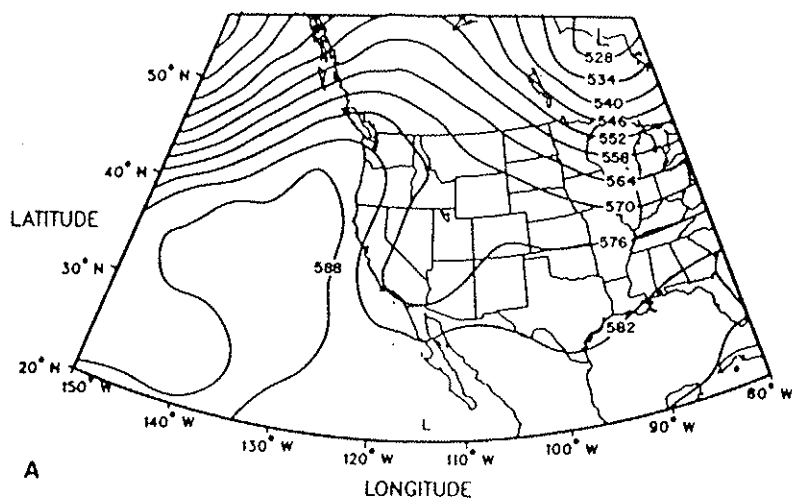 L
528
534
540
546
552
558
564
570
576
582
588
50° N
40° N
LATITUDE
30° N
20° N
150° W
140° W
130° W
120° W
110° W
100° W
90° W
80° W
L
A
LONGITUDE